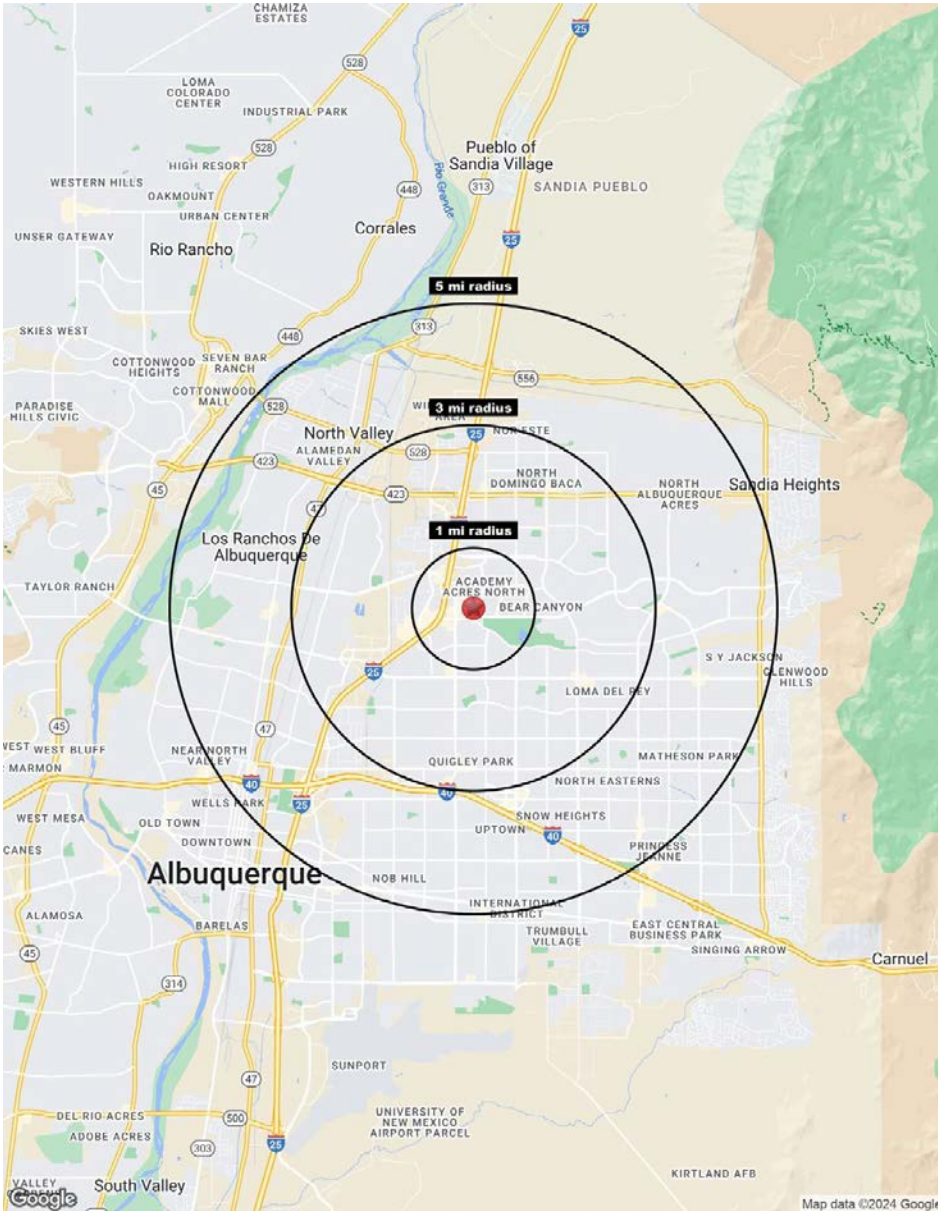 CHAMIZA
ESTATES
25
528
LOMA
COLORADO
CENTER
INDUSTRIAL PARK
528
Pueblo of
Sandia Village
HIGH RESORT
WESTERN HILLS
448
313
SANDIA PUEBLO
OAKMOUNT
Rio Grande
URBAN CENTER
UNSER GATEWAY
Corrales
25
Rio Rancho
5 mi radius
SKIES WEST
448
313
COTTONWOOD
HEIGHTS
SEVEN BAR
RANCH
556
COTTONWOOD
MALL
528
3 mi radius
PARADISE
HILLS CIVIC
AREA
North Valley
25
NOR ESTE
ALAMEDAN
VALLEY
528
423
45
423
NORTH
DOMINGO BACA
NORTH
ALBUQUERQUE
ACRES
Sandia Heights
47
1 mi radius
Los Ranchos De
Albuquerque
TAYLOR RANCH
ACADEMY
ACRES NORTH
BEAR CANYON
25
S Y JACKSON
GLENWOOD
HILLS
LOMA DEL REY
45
47
WEST
WEST BLUFF
MARMON
NEAR NORTH
VALLEY
QUIGLEY PARK
MATHESON PARK
40
40
NORTH EASTERNS
WELLS PARK
25
WEST MESA
OLD TOWN
SNOW HEIGHTS
UPTOWN
40
CANES
DOWNTOWN
PRINCESS
JEANNE
Albuquerque
NOB HILL
INTERNATIONAL
DISTRICT
ALAMOSA
BARELAS
TRUMBULL
VILLAGE
EAST CENTRAL
BUSINESS PARK
SINGING ARROW
45
Carnuel
314
SUNPORT
47
DEL RIO ACRES
500
UNIVERSITY OF
NEW MEXICO
AIRPORT PARCEL
ADOBE ACRES
303
25
KIRTLAND AFB
VALLEY
South Valley
Google
Map data ©2024 Google